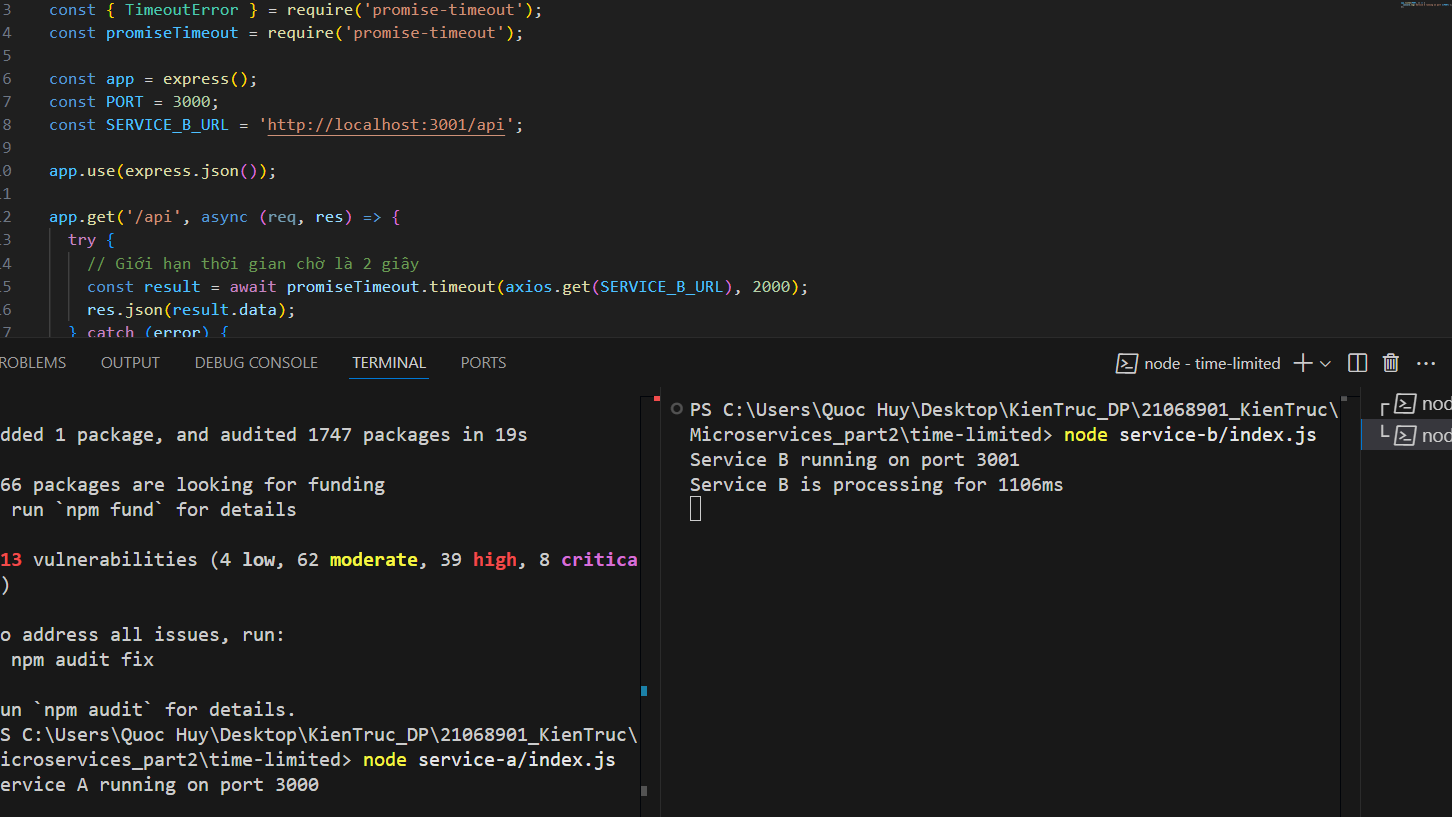 3 const { TimeoutError } = require('promise-timeout');
4 const promiseTimeout = require('promise-timeout');
5
6 const app = express();
7 const PORT = 3000;
8 const SERVICE_B_URL = 'http://localhost:3001/api';
9
0 app.use(express.json());
1
2 app.get('/api', async (req, res) => {
3 try {
4 // Giới hạn thời gian chờ là 2 giây
5 const result = await promiseTimeout.timeout(axios.get(SERVICE_B_URL), 2000);
6 res.json(result.data);
7 } catch (error) {
ROBLEMS OUTPUT DEBUG CONSOLE TERMINAL PORTS
node - time-limited
dded 1 package, and audited 1747 packages in 19s
66 packages are looking for funding
run `npm fund` for details
13 vulnerabilities (4 low, 62 moderate, 39 high, 8 critica
)
o address all issues, run:
npm audit fix
un `npm audit` for details.
S C:\Users\Quoc Huy\Desktop\KienTruc_DP\21068901_KienTruc\
icroservices_part2\time-limited> node service-a/index.js
ervice A running on port 3000
PS C:\Users\Quoc Huy\Desktop\KienTruc_DP\21068901_KienTruc\
Microservices_part2\time-limited> node service-b/index.js
Service B running on port 3001
Service B is processing for 1106ms
nod
nod